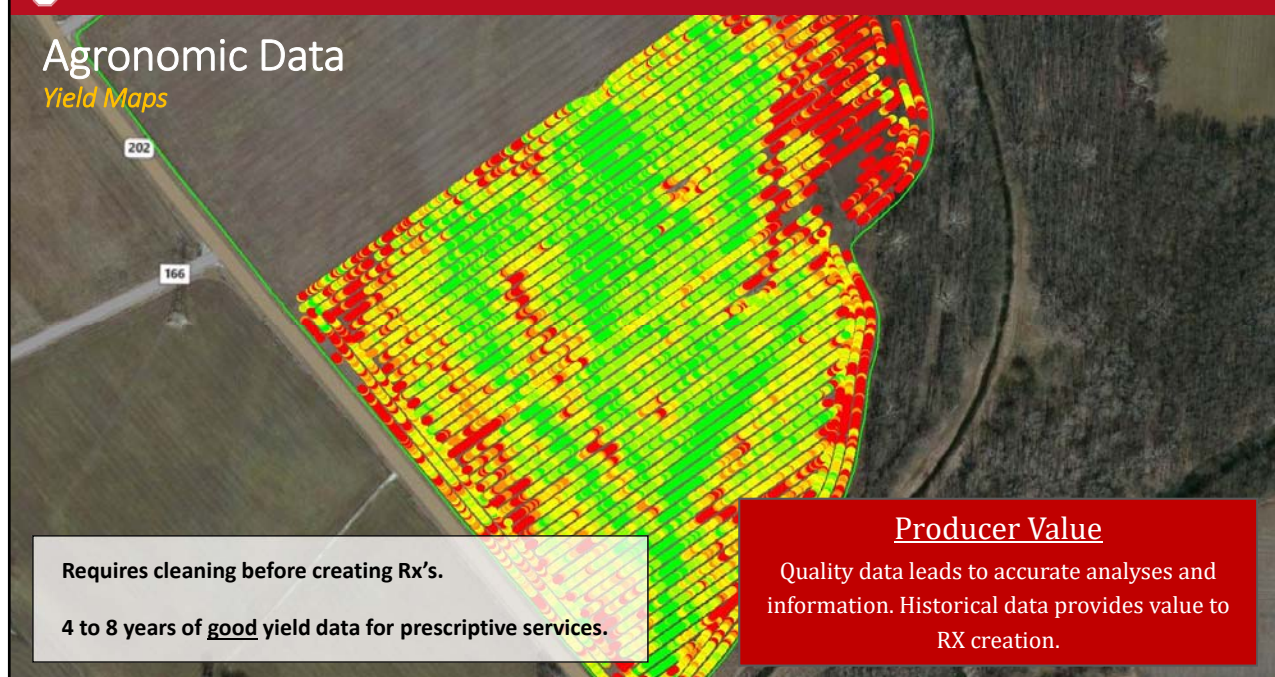 Agronomic Data
Yield Maps
202
166
Requires cleaning before creating Rx's.
4 to 8 years of good yield data for prescriptive services.
Producer Value
Quality data leads to accurate analyses and
information. Historical data provides value to
RX creation.